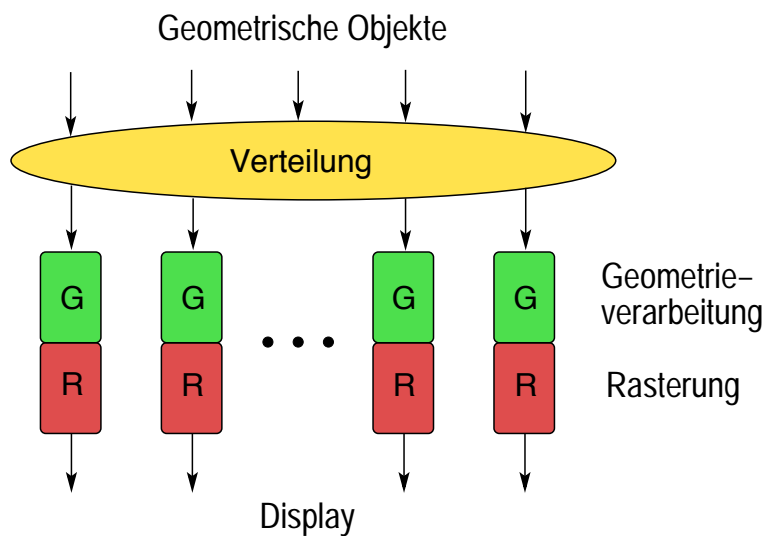 Geometrische Objekte
Verteilung
G G G G
Geometrie–
verarbeitung
R R R R
Rasterung
Display